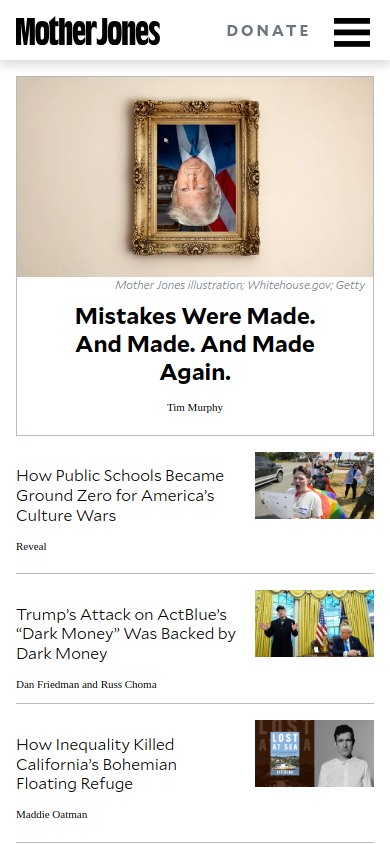 Mother Jones
DONATE
Mother Jones illustration; Whitehouse.gov; Getty
Mistakes Were Made.
And Made. And Made
Again.
Tim Murphy
How Public Schools Became
Ground Zero for America’s
Culture Wars
Reveal
Trump’s Attack on ActBlue’s
“Dark Money” Was Backed by
Dark Money
Dan Friedman and Russ Choma
How Inequality Killed
California’s Bohemian
Floating Refuge
LOST
AT SEA
Maddie Oatman